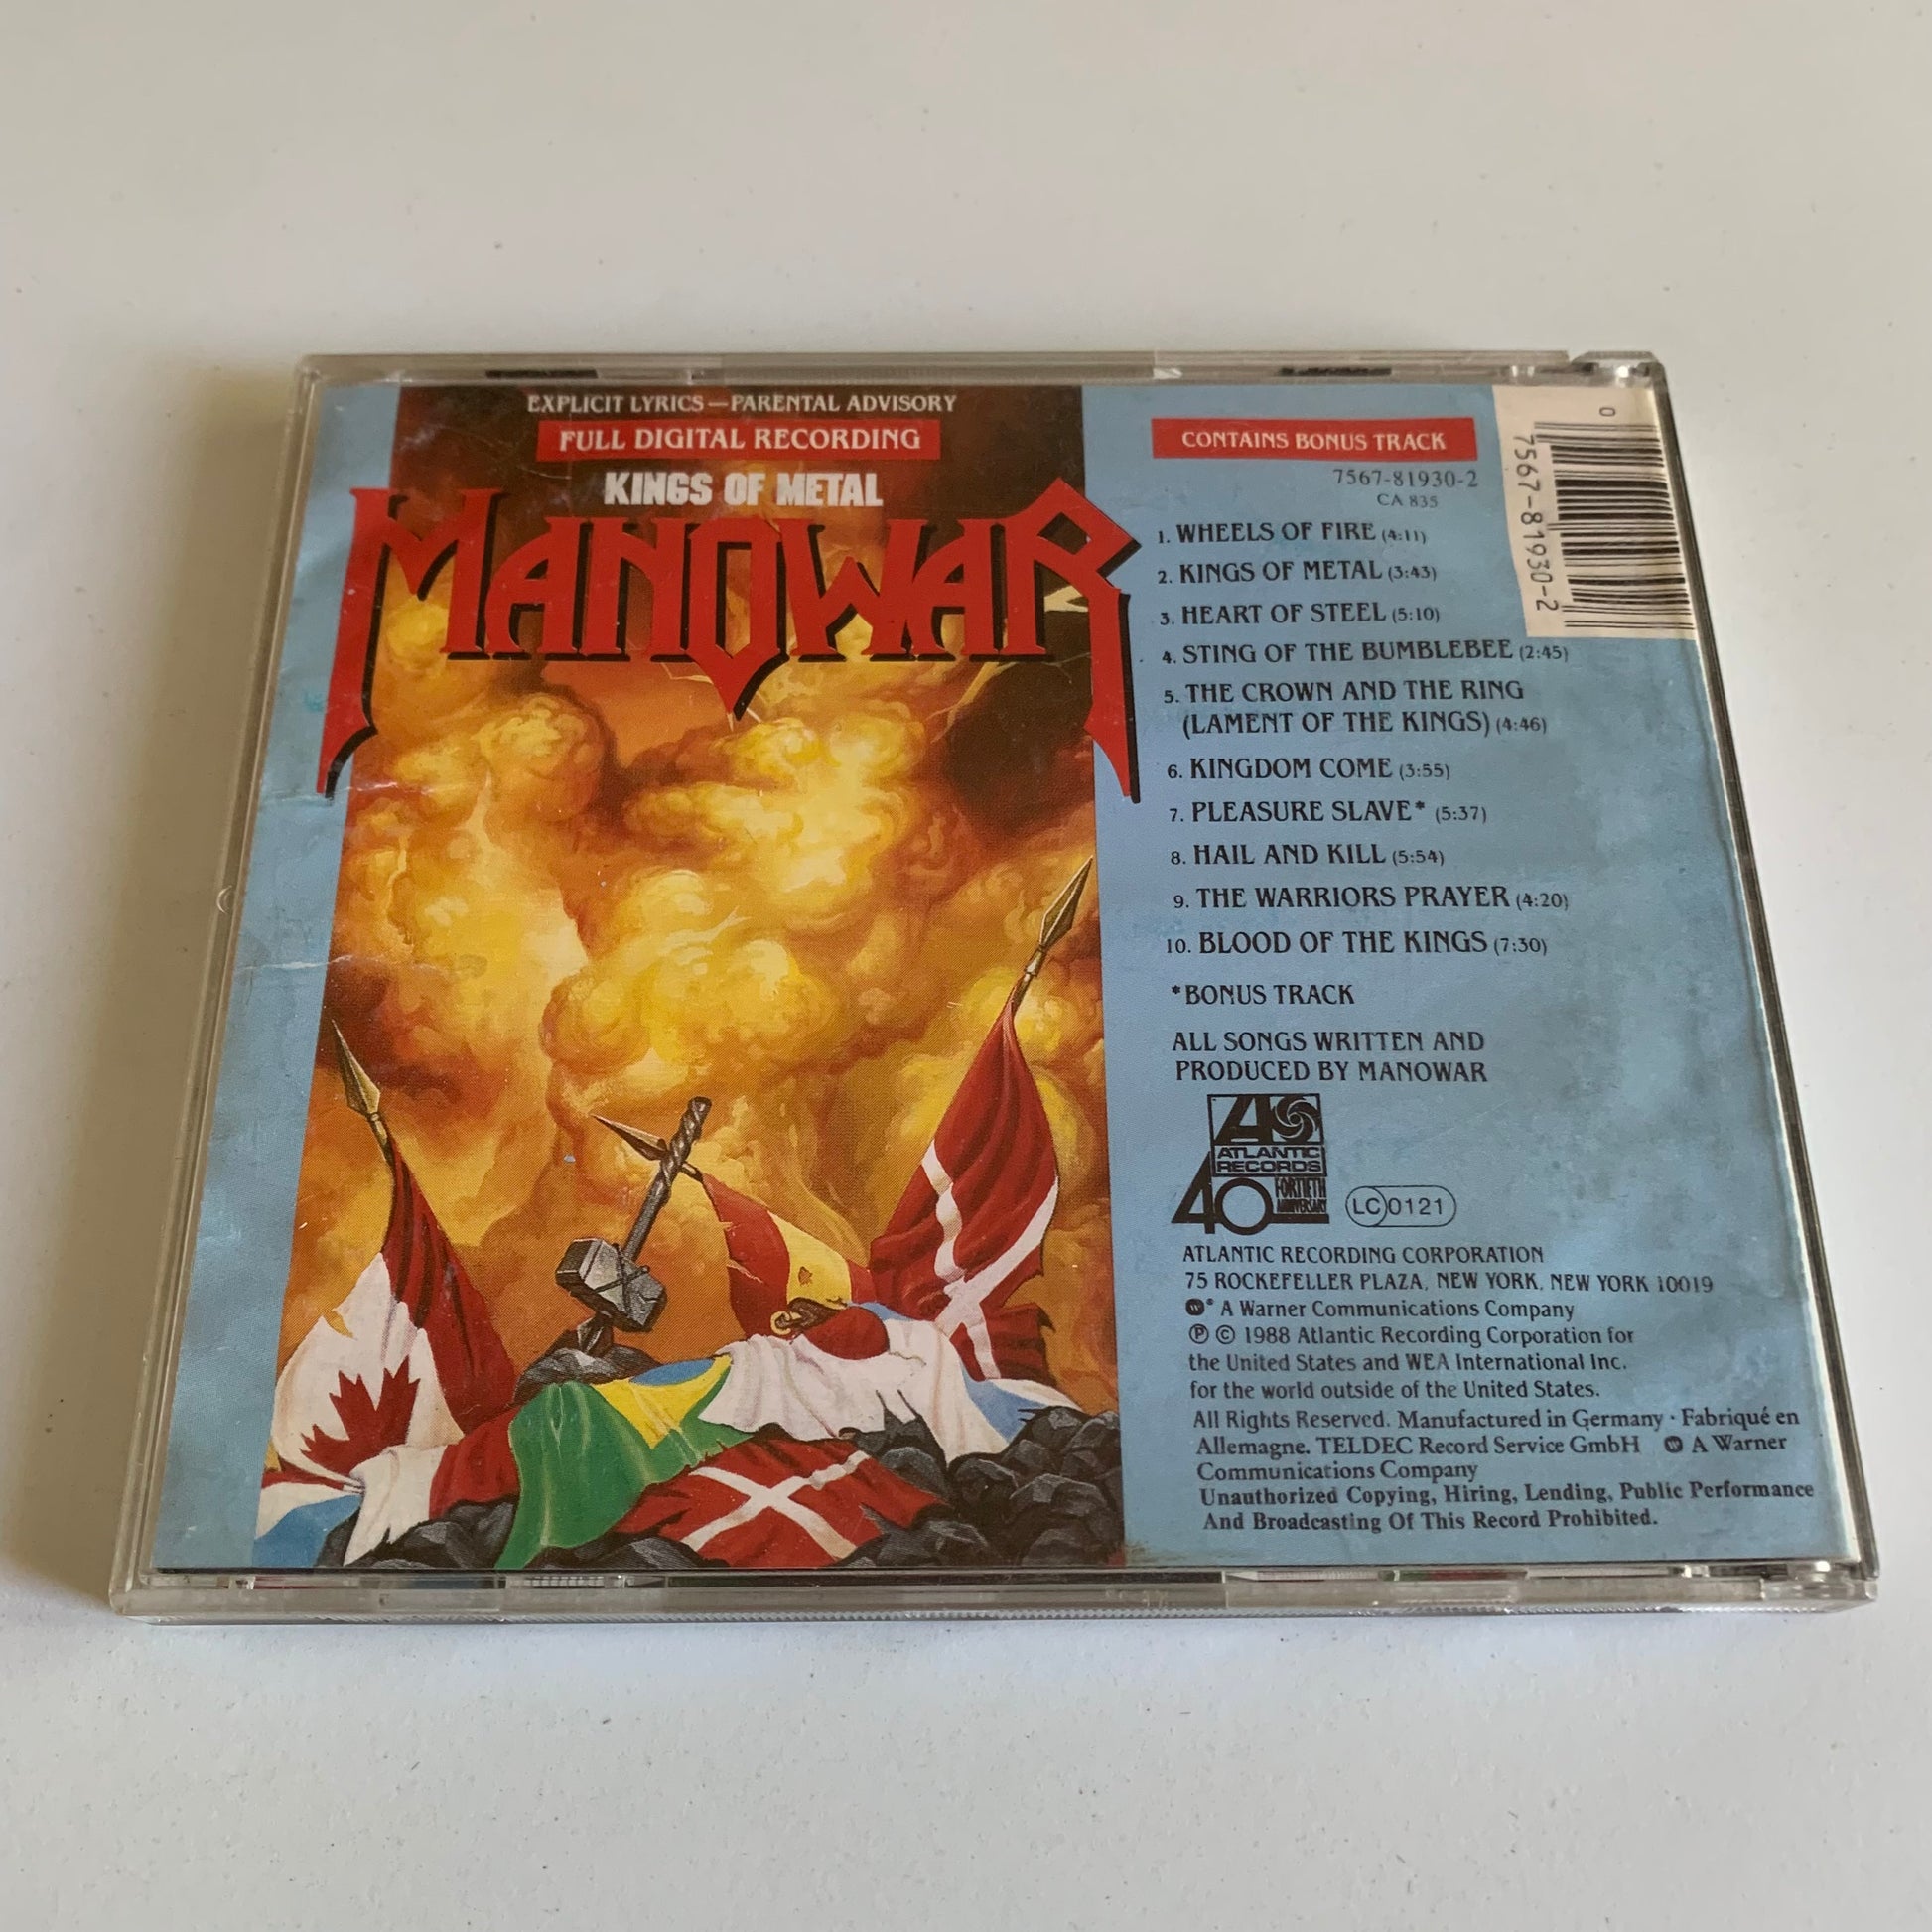 EXPLICIT LYRICS—PARENTAL ADVISORY
FULL DIGITAL RECORDING
KINGS OF METAL
MANOWAR
CONTAINS BONUS TRACK
7567-81930-2
CA 835
1. WHEELS OF FIRE (4:11)
2. KINGS OF METAL (3:43)
3. HEART OF STEEL (5:10)
4. STING OF THE BUMBLEBEE (2:45)
5. THE CROWN AND THE RING
(LAMENT OF THE KINGS) (4:46)
6. KINGDOM COME (3:55)
7. PLEASURE SLAVE* (5:37)
8. HAIL AND KILL (5:54)
9. THE WARRIORS PRAYER (4:20)
10. BLOOD OF THE KINGS (7:30)
*BONUS TRACK
ALL SONGS WRITTEN AND
PRODUCED BY MANOWAR
ATLANTIC
RECORDS
40 FORTIETH
ANNIVERSARY
LC 0121
ATLANTIC RECORDING CORPORATION
75 ROCKEFELLER PLAZA, NEW YORK, NEW YORK 10019
A Warner Communications Company
℗ © 1988 Atlantic Recording Corporation for
the United States and WEA International Inc.
for the world outside of the United States.
All Rights Reserved. Manufactured in Germany · Fabriqué en
Allemagne. TELDEC Record Service GmbH A Warner
Communications Company
Unauthorized Copying, Hiring, Lending, Public Performance
And Broadcasting Of This Record Prohibited.
0
7567-81930-2